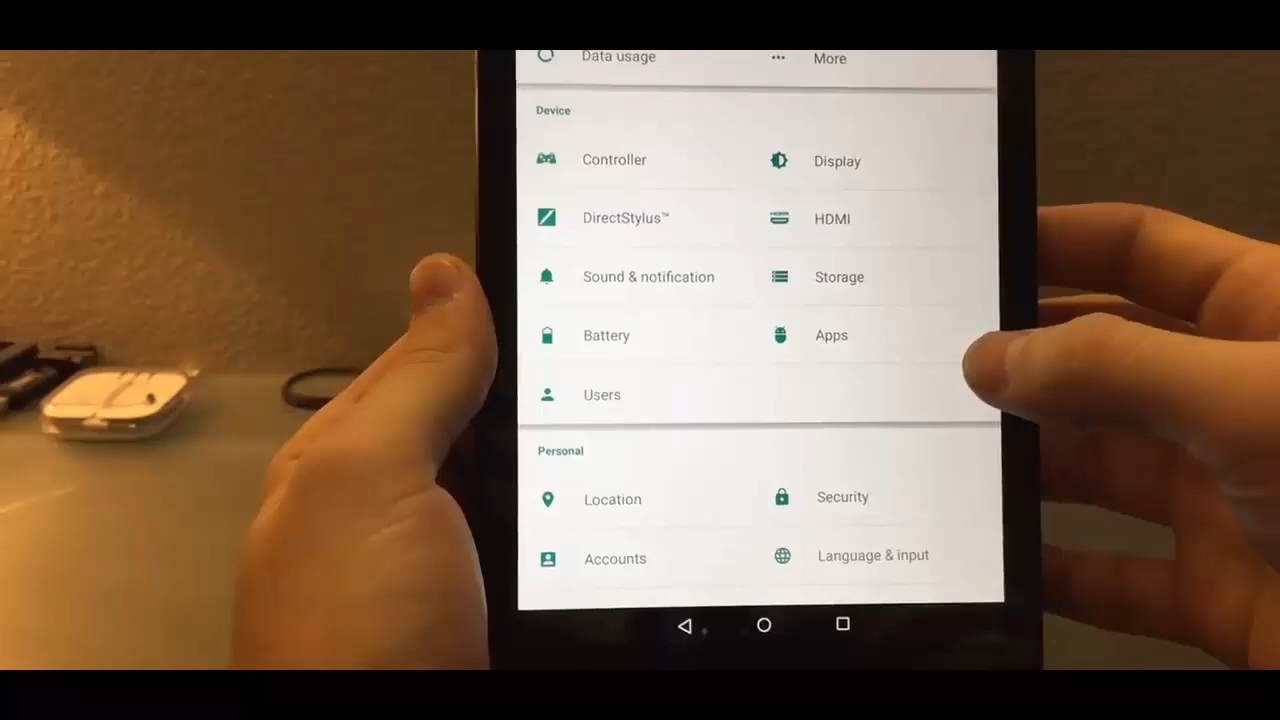 Data usage
More
Device
Controller
Display
DirectStylus™
HDMI
Sound & notification
Storage
Battery
Apps
Users
Personal
Location
Security
Accounts
Language & input